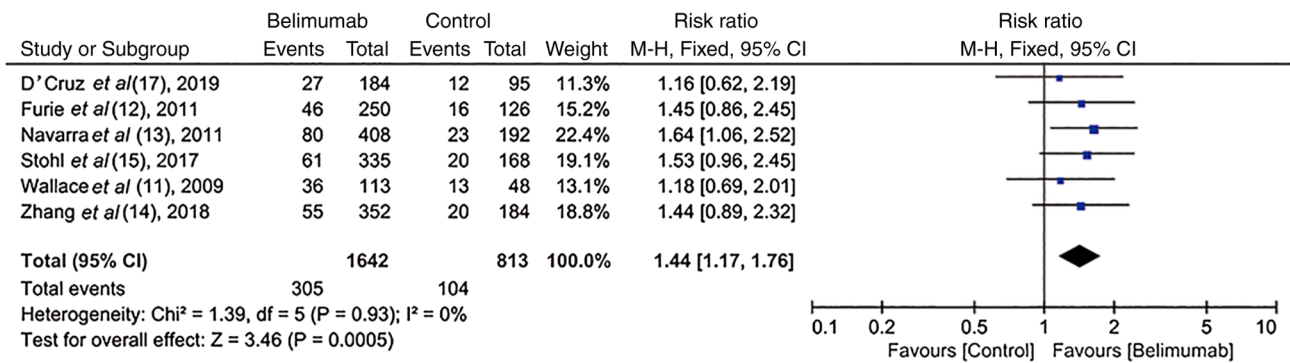 Belimumab Control Risk ratio Risk ratio
Study or Subgroup Events Total Events Total Weight M-H, Fixed, 95% CI M-H, Fixed, 95% CI
D'Cruz et al(17), 2019 27 184 12 95 11.3% 1.16 [0.62, 2.19]
Furie et al(12), 2011 46 250 16 126 15.2% 1.45 [0.86, 2.45]
Navarra et al (13), 2011 80 408 23 192 22.4% 1.64 [1.06, 2.52]
Stohl et al(15), 2017 61 335 20 168 19.1% 1.53 [0.96, 2.45]
Wallace et al (11), 2009 36 113 13 48 13.1% 1.18 [0.69, 2.01]
Zhang et al(14), 2018 55 352 20 184 18.8% 1.44 [0.89, 2.32]
Total (95% CI) 1642 813 100.0% 1.44 [1.17, 1.76]
Total events 305 104
Heterogeneity: Chi² = 1.39, df = 5 (P = 0.93); I² = 0%
Test for overall effect: Z = 3.46 (P = 0.0005)
0.1 0.2 0.5 1 2 5 10
Favours [Control] Favours [Belimumab]